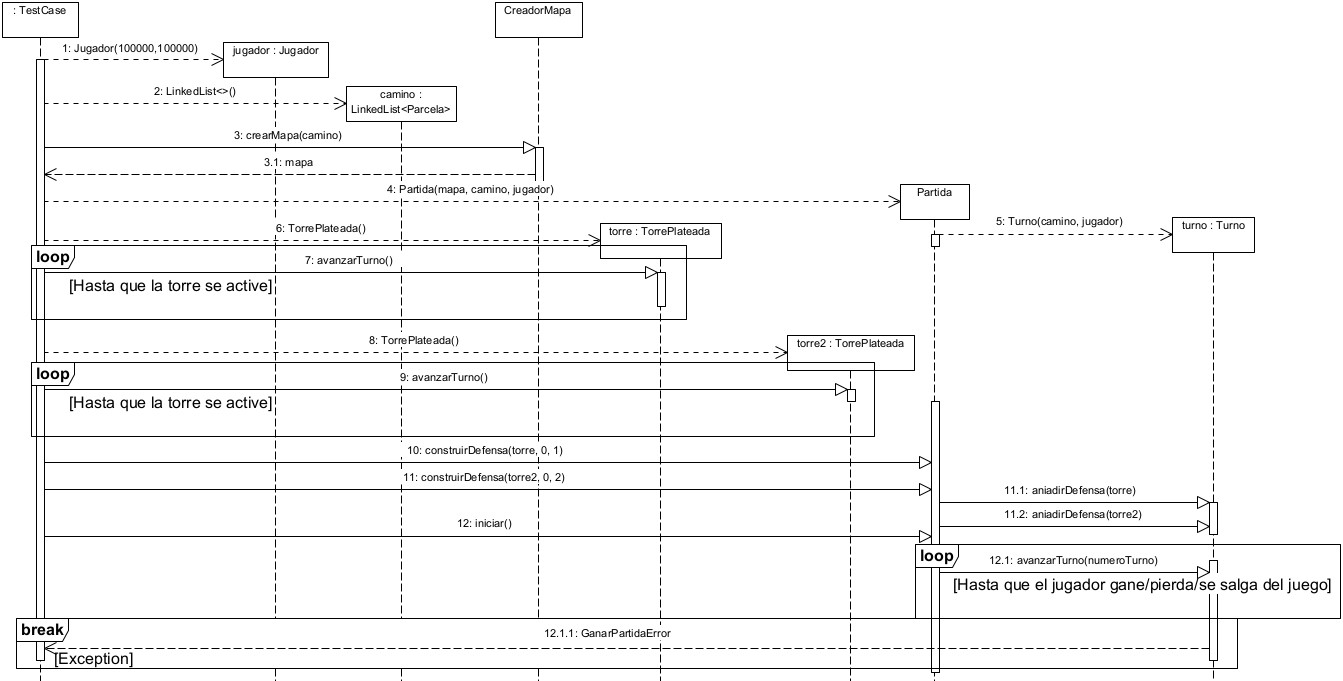 : TestCase
CreadorMapa
1: Jugador(100000,100000)
jugador : Jugador
2: LinkedList<>()
camino :
LinkedList<Parcela>
3: crearMapa(camino)
3.1: mapa
4: Partida(mapa, camino, jugador)
Partida
5: Turno(camino, jugador)
turno : Turno
6: TorrePlateada()
torre : TorrePlateada
loop
7: avanzarTurno()
[Hasta que la torre se active]
8: TorrePlateada()
torre2 : TorrePlateada
loop
9: avanzarTurno()
[Hasta que la torre se active]
10: construirDefensa(torre, 0, 1)
11: construirDefensa(torre2, 0, 2)
11.1: aniadirDefensa(torre)
11.2: aniadirDefensa(torre2)
12: iniciar()
loop
12.1: avanzarTurno(numeroTurno)
[Hasta que el jugador gane/pierda/se salga del juego]
break
12.1.1: GanarPartidaError
[Exception]